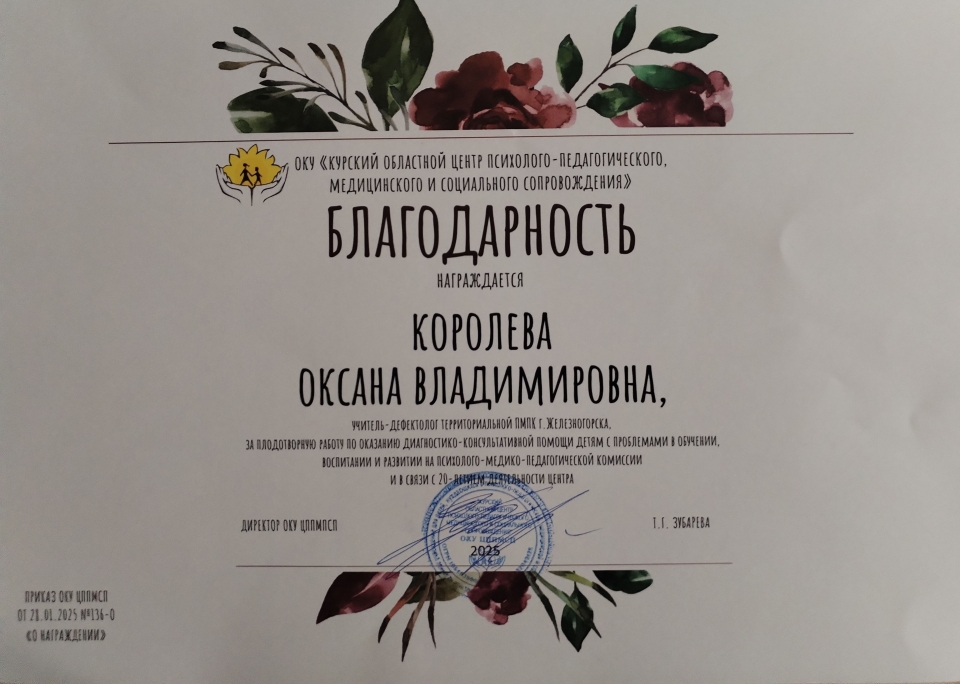 ОКУ «КУРСКИЙ ОБЛАСТНОЙ ЦЕНТР ПСИХОЛОГО-ПЕДАГОГИЧЕСКОГО,
МЕДИЦИНСКОГО И СОЦИАЛЬНОГО СОПРОВОЖДЕНИЯ»
БЛАГОДАРНОСТЬ
НАГРАЖДАЕТСЯ
КОРОЛЕВА
ОКСАНА ВЛАДИМИРОВНА,
УЧИТЕЛЬ-ДЕФЕКТОЛОГ ТЕРРИТОРИАЛЬНОЙ ПМПК Г. ЖЕЛЕЗНОГОРСКА,
ЗА ПЛОДОТВОРНУЮ РАБОТУ ПО ОКАЗАНИЮ ДИАГНОСТИКО-КОНСУЛЬТАТИВНОЙ ПОМОЩИ ДЕТЯМ С ПРОБЛЕМАМИ В ОБУЧЕНИИ,
ВОСПИТАНИИ И РАЗВИТИИ НА ПСИХОЛОГО-МЕДИКО-ПЕДАГОГИЧЕСКОЙ КОМИССИИ
И В СВЯЗИ С 20-ЛЕТИЕМ ДЕЯТЕЛЬНОСТИ ЦЕНТРА
ДИРЕКТОР ОКУ ЦППМПСП
Т.Г. ЗУБАРЕВА
2025
ПРИКАЗ ОКУ ЦППМСП
ОТ 28.01.2025 №136-О
«О НАГРАЖДЕНИИ»